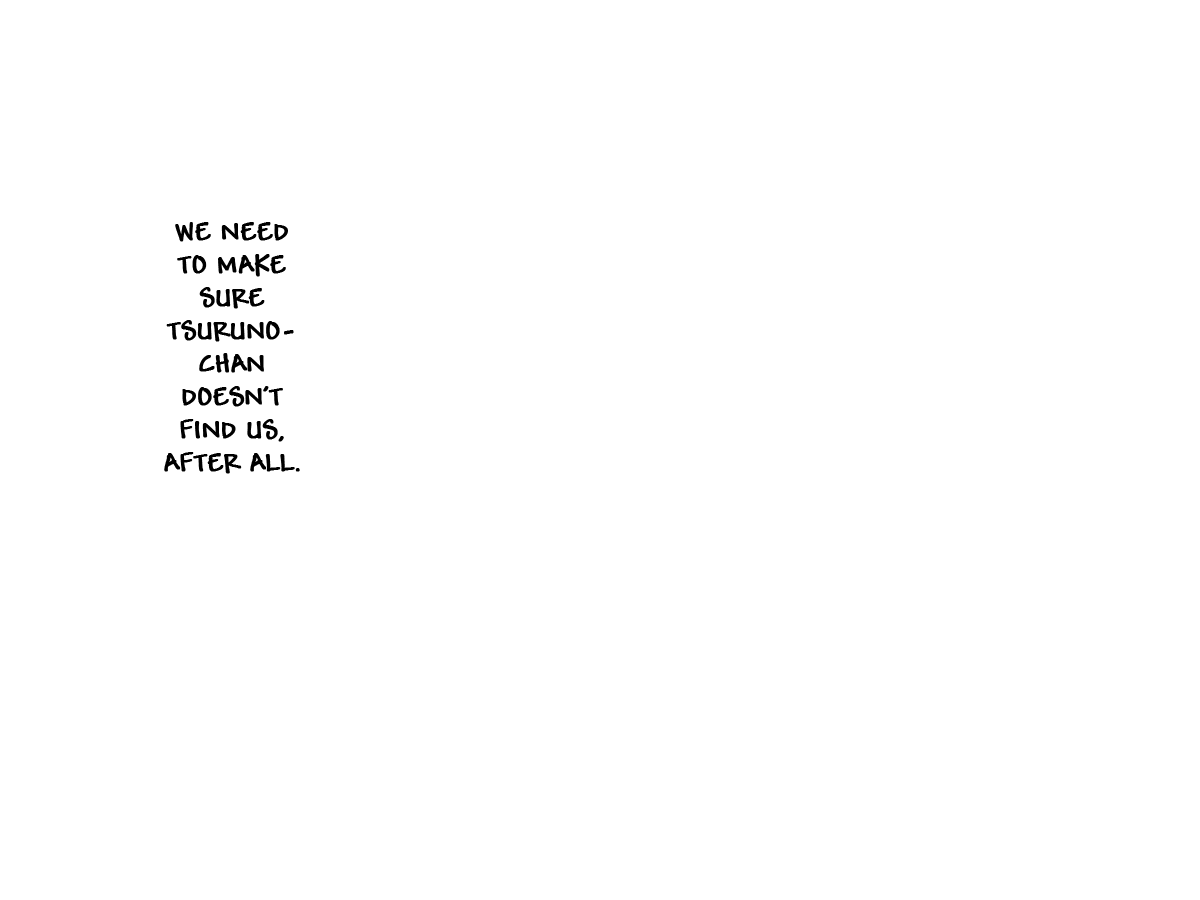 WE NEED
TO MAKE
SURE
TSURUNO-
CHAN
DOESN'T
FIND US,
AFTER ALL.